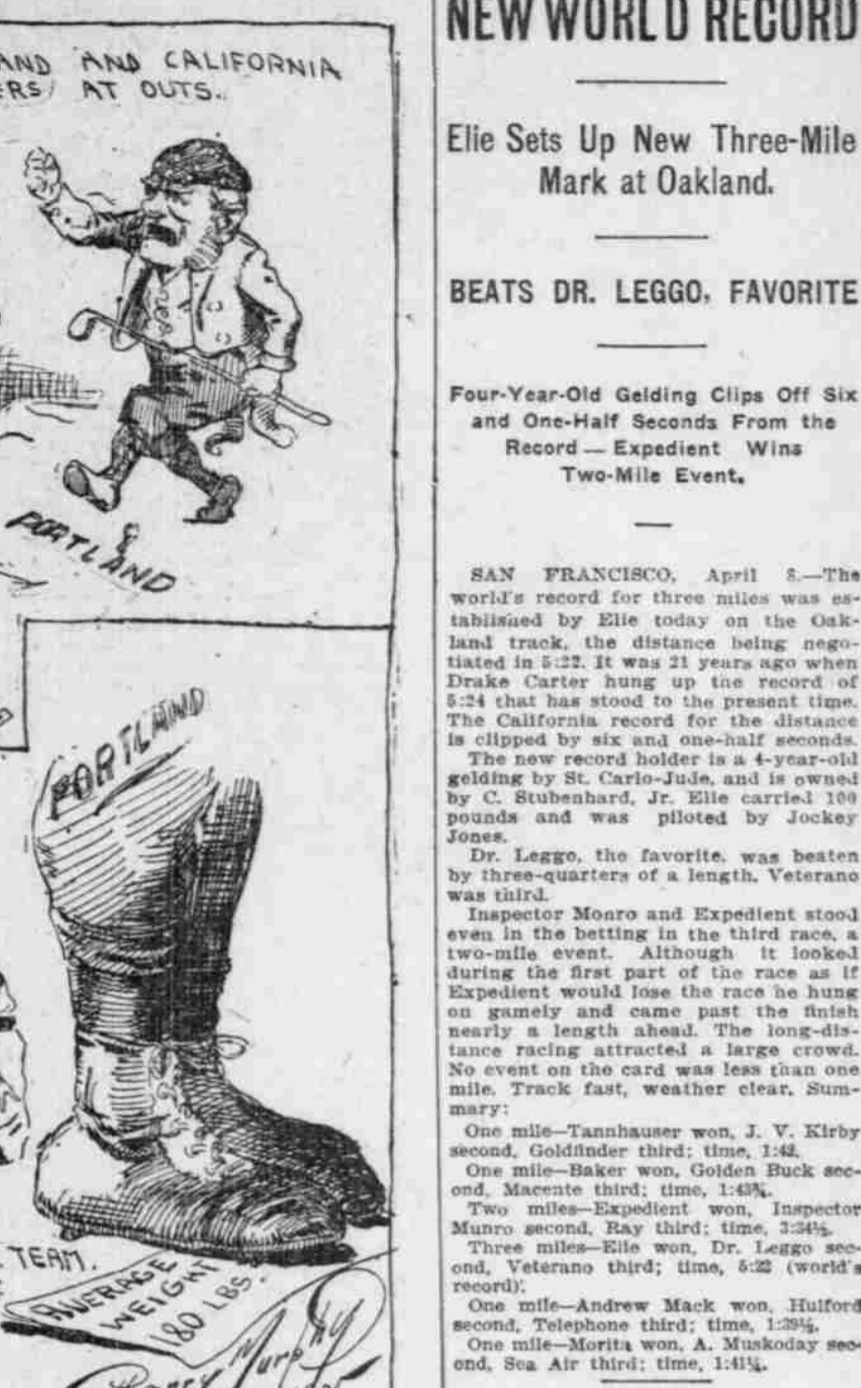 AND AND CALIFORNIA
ERS AT OUTS.
PORTLAND
PORTLAND
TEAM.
AVERAGE
WEIGHT
180 LBS.
Murphy
NEW WORLD RECORD
Elie Sets Up New Three-Mile
Mark at Oakland.
BEATS DR. LEGGO, FAVORITE
Four-Year-Old Gelding Clips Off Six
and One-Half Seconds From the
Record — Expedient Wins
Two-Mile Event.
SAN FRANCISCO, April 8.—The
world's record for three miles was es-
tablished by Elie today on the Oak-
land track, the distance being nego-
tiated in 5:22. It was 21 years ago when
Drake Carter hung up the record of
5:24 that has stood to the present time.
The California record for the distance
is clipped by six and one-half seconds.
The new record holder is a 4-year-old
gelding by St. Carlo-Jude, and is owned
by C. Stubenhard, Jr. Elie carried 100
pounds and was piloted by Jockey
Jones.
Dr. Leggo, the favorite, was beaten
by three-quarters of a length. Veterano
was third.
Inspector Monro and Expedient stood
even in the betting in the third race, a
two-mile event. Although it looked
during the first part of the race as if
Expedient would lose the race he hung
on gamely and came past the finish
nearly a length ahead. The long-dis-
tance racing attracted a large crowd.
No event on the card was less than one
mile. Track fast, weather clear. Sum-
mary:
One mile—Tannhauser won, J. V. Kirby
second, Goldfinder third; time, 1:42.
One mile—Baker won, Golden Buck sec-
ond, Macente third; time, 1:43¾.
Two miles—Expedient won, Inspector
Munro second, Ray third; time, 3:34½.
Three miles—Elie won, Dr. Leggo sec-
ond, Veterano third; time, 5:22 (world's
record).
One mile—Andrew Mack won, Hulford
second, Telephone third; time, 1:39½.
One mile—Morita won, A. Muskoday sec-
ond, Sea Air third; time, 1:41¼.